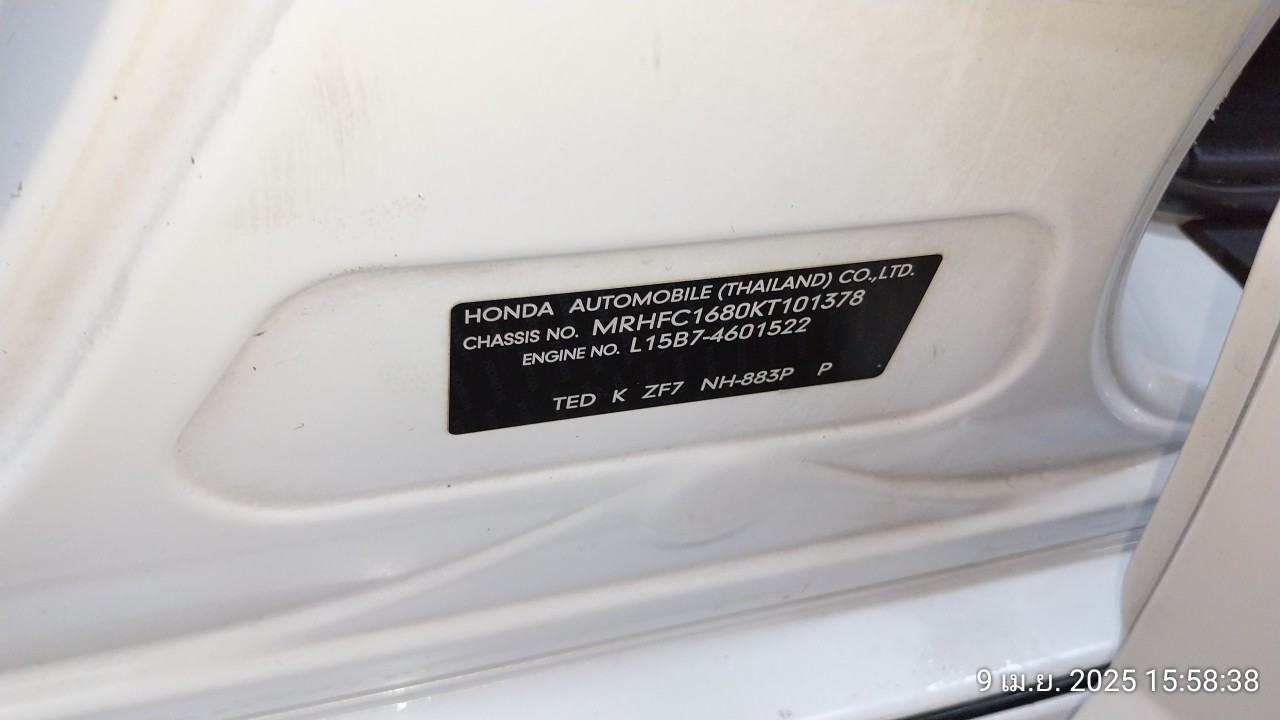 HONDA AUTOMOBILE (THAILAND) CO.,LTD.
CHASSIS NO. MRHFC1680KT101378
ENGINE NO. L15B7-4601522
TED K ZF7 NH-883P P
9 เม.ย. 2025 15:58:38